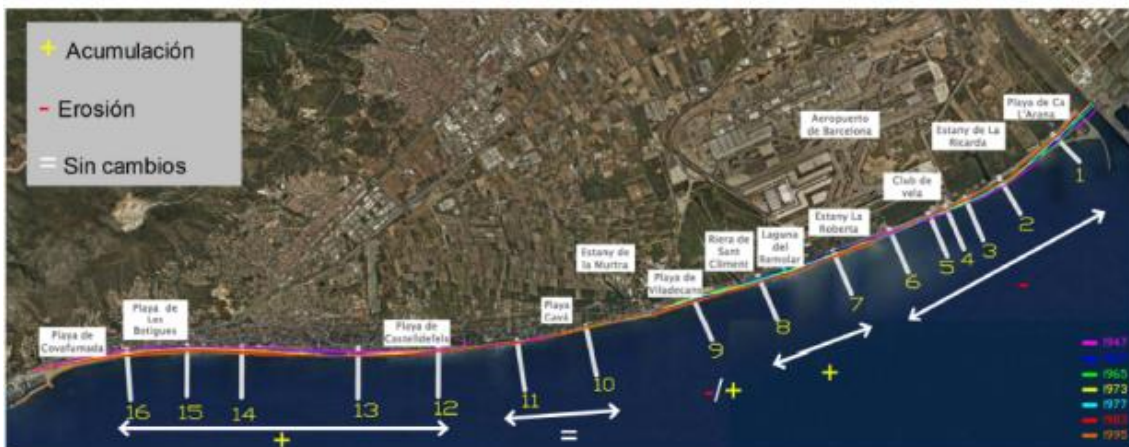 + Acumulación
- Erosión
= Sin cambios
Playa de Ca
L'Arana
Aeropuerto
de Barcelona
Estany de La
Ricarda
Club de
vela
Estany La
Roberta
Laguna
del
Remolar
Riera de
Sant
Climent
Estany de
la Murtra
Playa de
Viladecans
Playa
Gavá
Playa de
Castelldefels
Playa de
Les
Botigues
Playa de
1
2
3
4
5
6
7
8
9
10
11
12
13
14
15
16
-
+
-/+
=
+
1947
1965
1973
1977
1983
1995